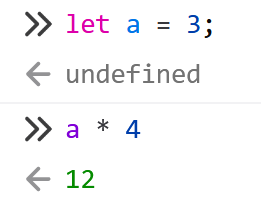 let a = 3;
undefined
a * 4
12